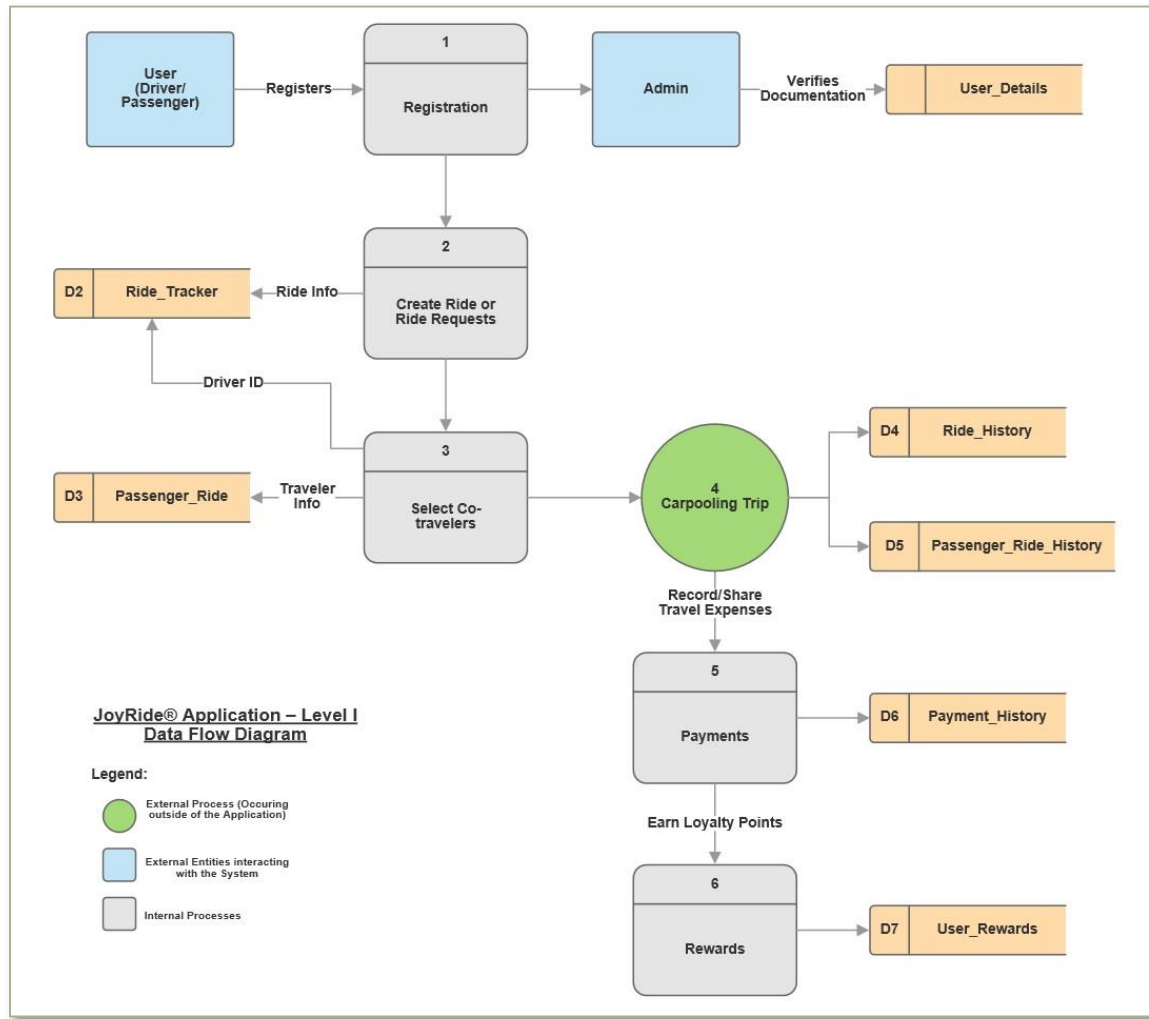 1
User
(Driver/
Passenger)
Registers
Registration
Admin
Verifies
Documentation
User_Details
2
D2
Ride_Tracker
Ride Info
Create Ride or
Ride Requests
Driver ID
3
D3
Passenger_Ride
Traveler
Info
Select Co-
travelers
4
Carpooling Trip
D4
Ride_History
D5
Passenger_Ride_History
Record/Share
Travel Expenses
5
Payments
D6
Payment_History
JoyRide® Application – Level I
Data Flow Diagram
Legend:
External Process (Occuring
outside of the Application)
External Entities interacting
with the System
Internal Processes
Earn Loyalty Points
6
Rewards
D7
User_Rewards